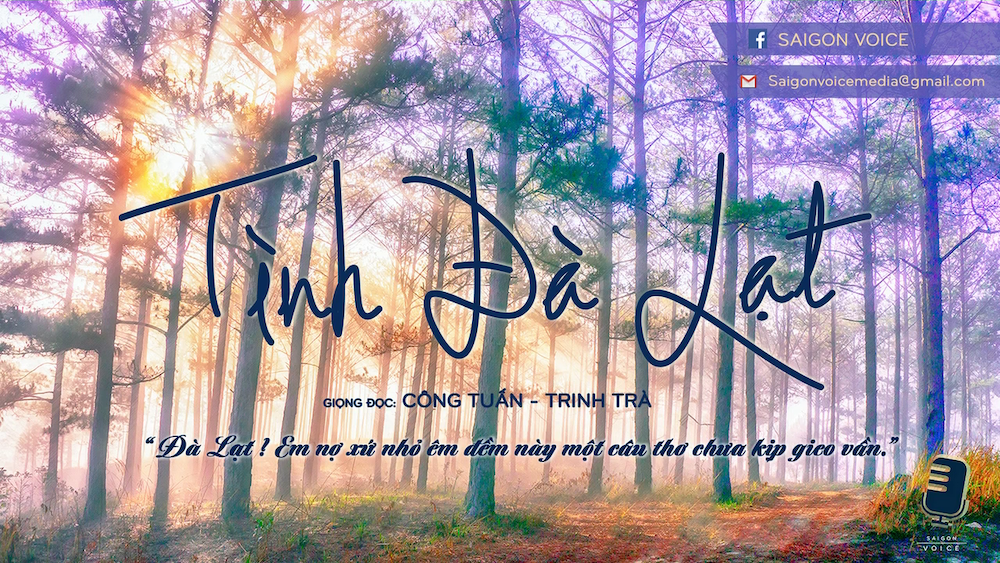 SAIGON VOICE
Saigonvoicemedia@gmail.com
Tình Đà Lạt
GIỌNG ĐỌC: CÔNG TUẤN - TRINH TRÀ
“ Đà Lạt ! Em nợ xứ nhỏ êm đềm này một câu thơ chưa kịp gico vần.”
SAIGON
VOICE